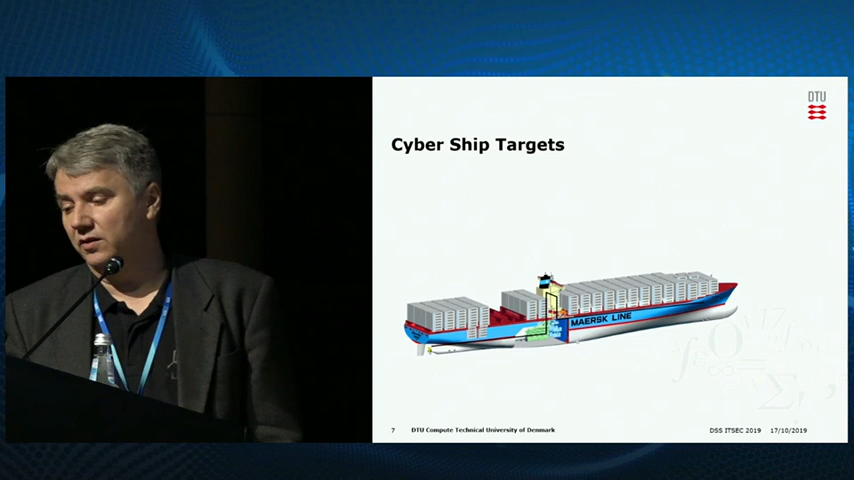 DTU
Cyber Ship Targets
MAERSK LINE
7 DTU Compute Technical University of Denmark DSS ITSEC 2019 17/10/2019